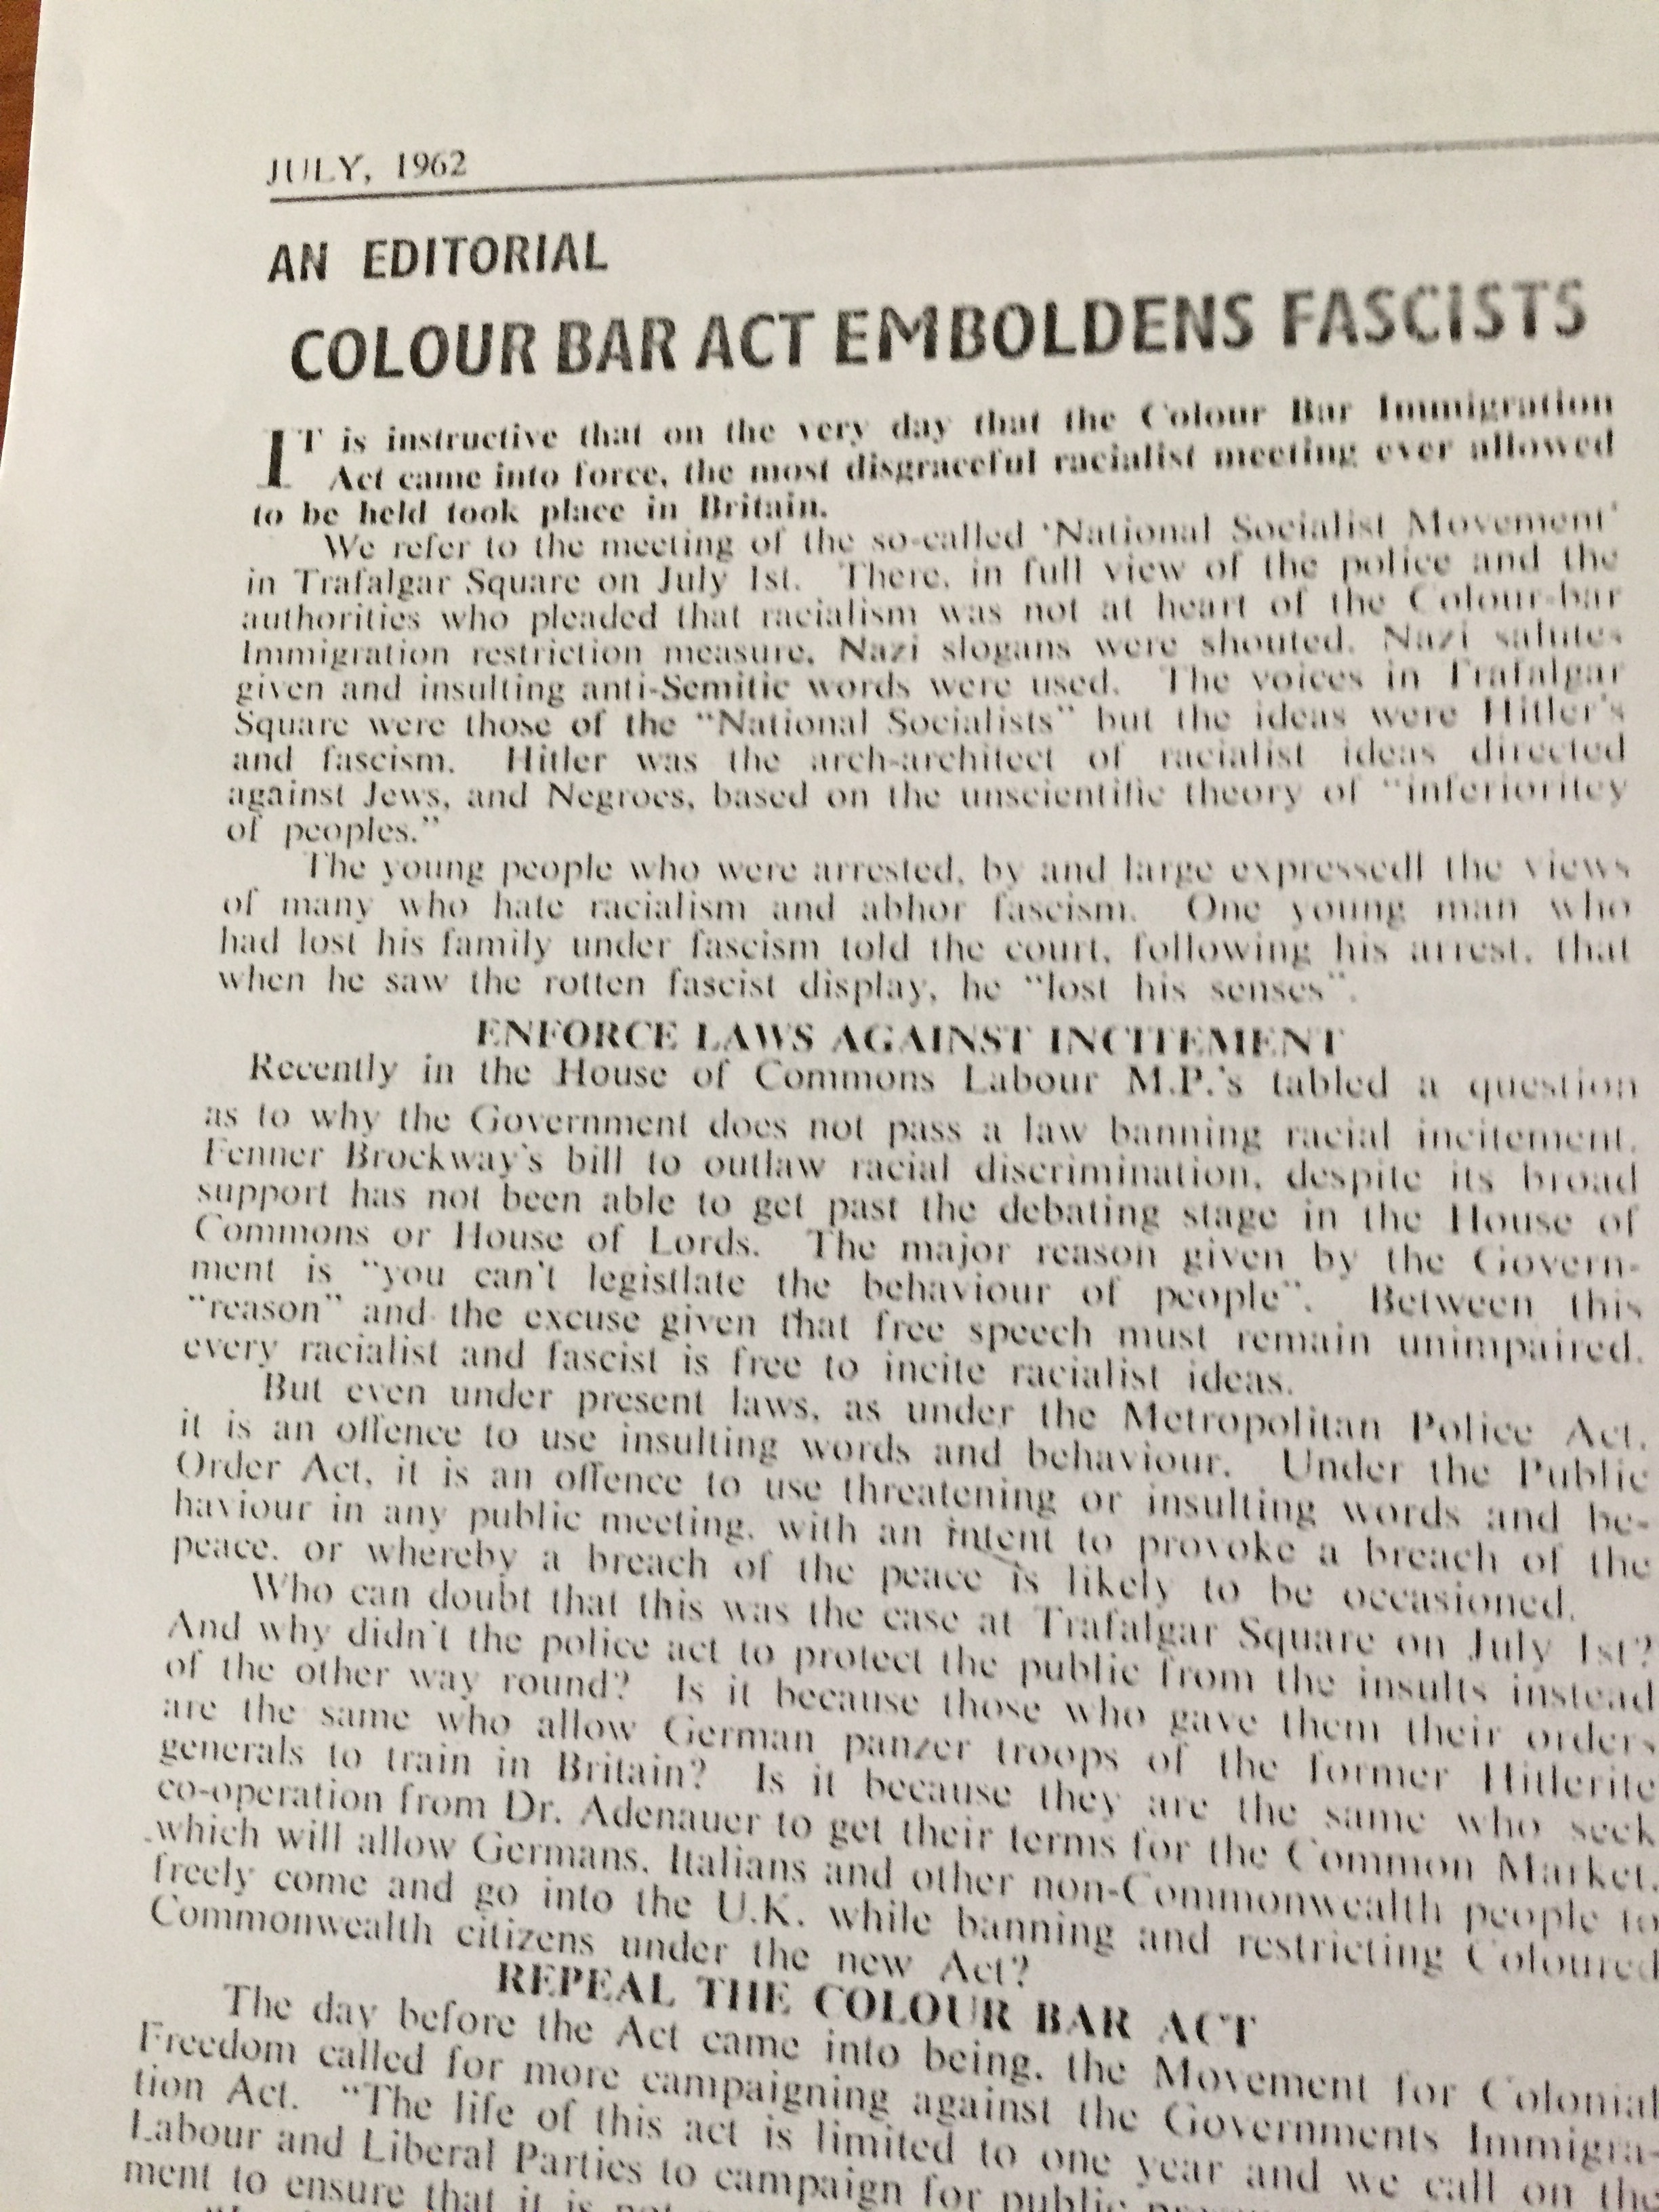 JULY, 1962
AN EDITORIAL
COLOUR BAR ACT EMBOLDENS FASCISTS
IT is instructive that on the very day that the Colour Bar Immigration
Act came into force, the most disgraceful racialist meeting ever allowed
to be held took place in Britain.
We refer to the meeting of the so-called 'National Socialist Movement'
in Trafalgar Square on July 1st. There, in full view of the police and the
authorities who pleaded that racialism was not at heart of the Colour-bar
Immigration restriction measure, Nazi slogans were shouted. Nazi salutes
given and insulting anti-Semitic words were used. The voices in Trafalgar
Square were those of the "National Socialists" but the ideas were Hitler's
and fascism. Hitler was the arch-architect of racialist ideas directed
against Jews, and Negroes, based on the unscientific theory of "inferioritey
of peoples."
The young people who were arrested, by and large expressedl the views
of many who hate racialism and abhor fascism. One young man who
had lost his family under fascism told the court, following his arrest, that
when he saw the rotten fascist display, he "lost his senses".
ENFORCE LAWS AGAINST INCITEMENT
Recently in the House of Commons Labour M.P.'s tabled a question
as to why the Government does not pass a law banning racial incitement.
Fenner Brockway's bill to outlaw racial discrimination, despite its broad
support has not been able to get past the debating stage in the House of
Commons or House of Lords. The major reason given by the Govern-
ment is "you can't legistlate the behaviour of people". Between this
"reason" and the excuse given that free speech must remain unimpaired.
every racialist and fascist is free to incite racialist ideas.
But even under present laws, as under the Metropolitan Police Act.
it is an offence to use insulting words and behaviour. Under the Public
Order Act, it is an offence to use threatening or insulting words and be-
haviour in any public meeting, with an intent to provoke a breach of the
peace. or whereby a breach of the peace is likely to be occasioned.
Who can doubt that this was the case at Trafalgar Square on July 1st?
And why didn't the police act to protect the public from the insults instead
of the other way round? Is it because those who gave them their orders
are the same who allow German panzer troops of the former Hitlerite
generals to train in Britain? Is it because they are the same who seek
co-operation from Dr. Adenauer to get their terms for the Common Market.
which will allow Germans, Italians and other non-Commonwealth people to
freely come and go into the U.K. while banning and restricting Coloured
Commonwealth citizens under the new Act?
REPEAL THE COLOUR BAR ACT
The day before the Act came into being, the Movement for Colonial
Freedom called for more campaigning against the Governments Immigra-
tion Act. "The life of this act is limited to one year and we call on the
Labour and Liberal Parties to campaign for public
ment to ensure that it is